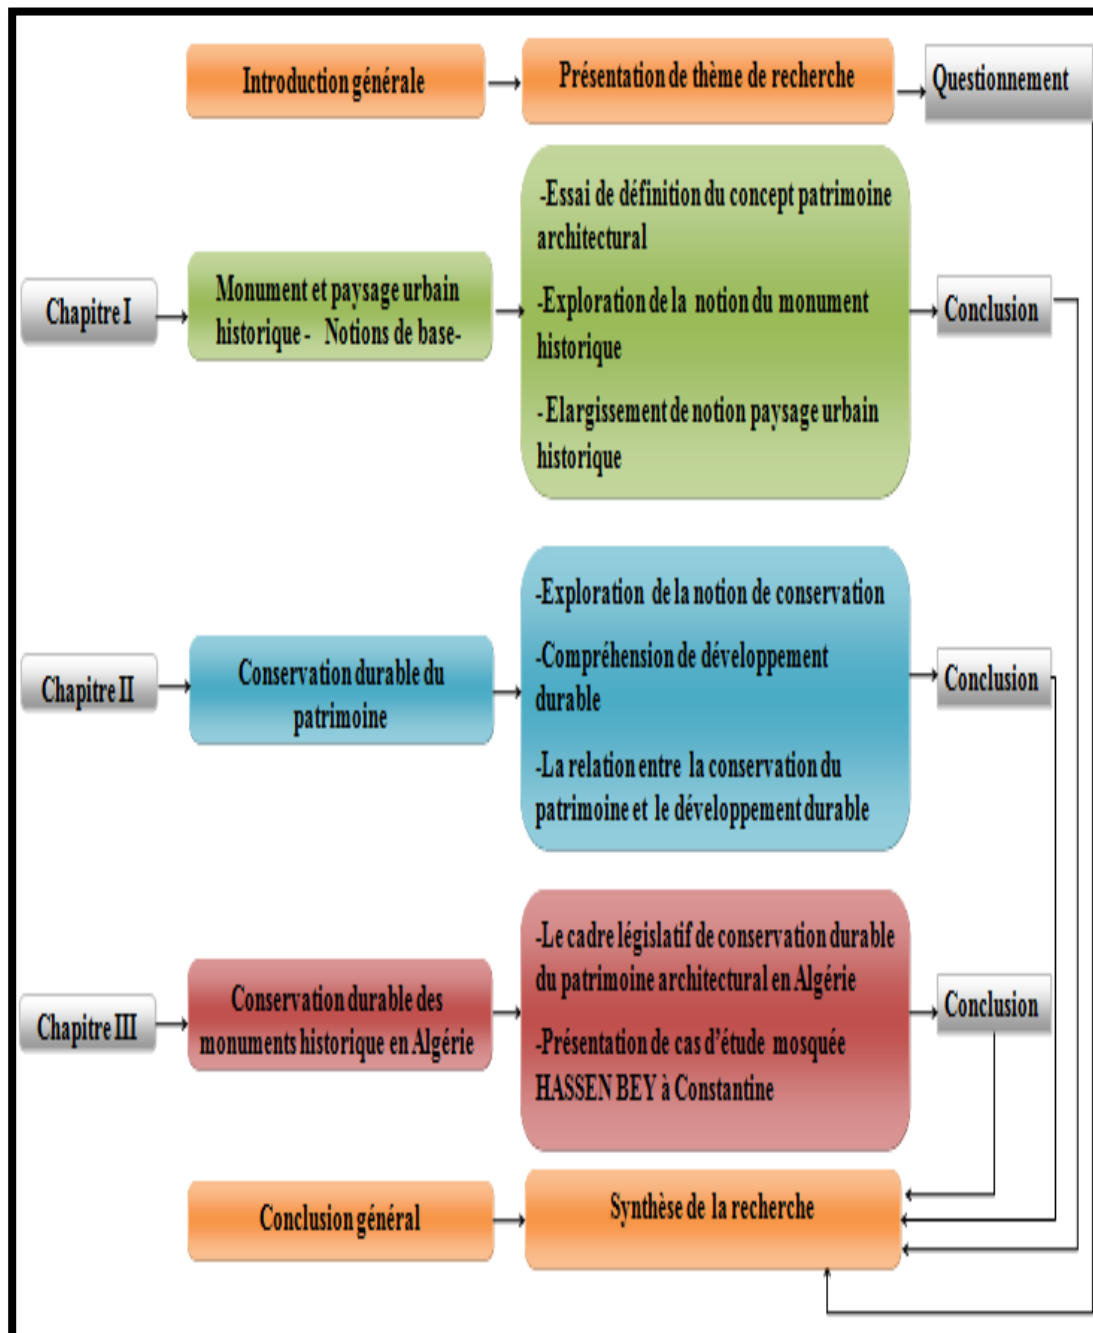 Introduction générale
Présentation de thème de recherche
Questionnement
Chapitre I
Monument et paysage urbain
historique - Notions de base-
-Essai de définition du concept patrimoine
architectural
-Exploration de la notion du monument
historique
- Elargissement de notion paysage urbain
historique
Conclusion
Chapitre II
Conservation durable du
patrimoine
-Exploration de la notion de conservation
-Compréhension de développement
durable
-La relation entre la conservation du
patrimoine et le développement durable
Conclusion
Chapitre III
Conservation durable des
monuments historique en Algérie
-Le cadre législatif de conservation durable
du patrimoine architectural en Algérie
-Présentation de cas d'étude mosquée
HASSEN BEY à Constantine
Conclusion
Conclusion général
Synthèse de la recherche